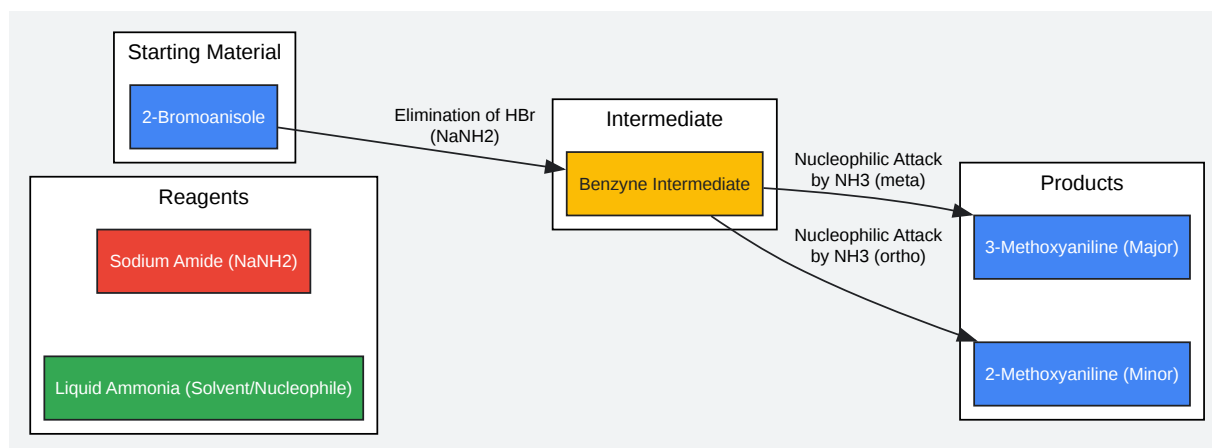 Starting Material
2-Bromoanisole
Reagents
Sodium Amide (NaNH2)
Liquid Ammonia (Solvent/Nucleophile)
Elimination of HBr
(NaNH2)
Intermediate
Benzyne Intermediate
Nucleophilic Attack
by NH3 (meta)
Nucleophilic Attack
by NH3 (ortho)
Products
3-Methoxyaniline (Major)
2-Methoxyaniline (Minor)